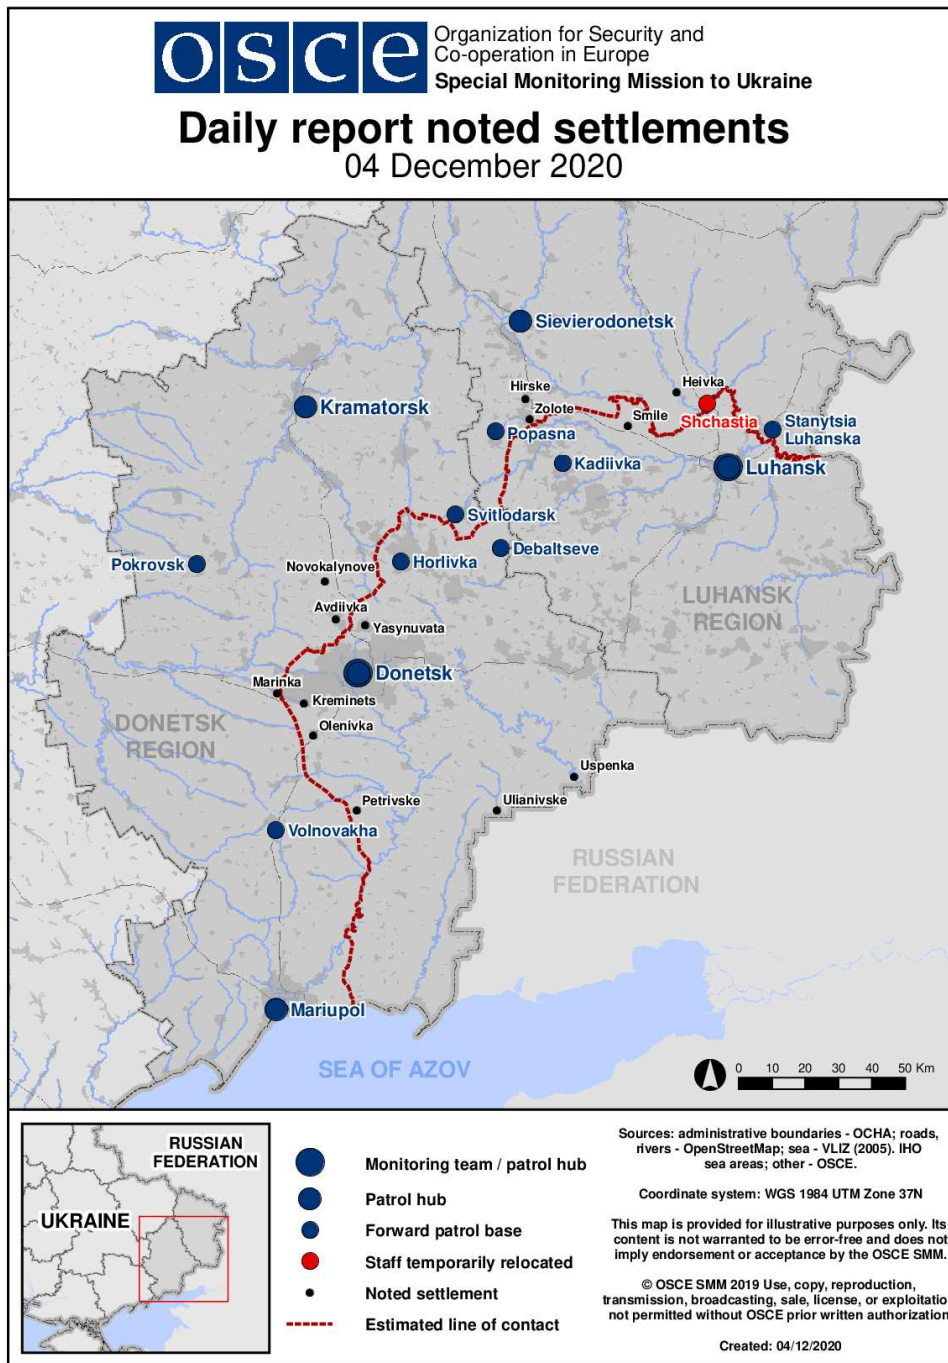 osce
Organization for Security and
Co-operation in Europe
Special Monitoring Mission to Ukraine
Daily report noted settlements
04 December 2020
Sievierodonetsk
Heivka
Hirske
Kramatorsk
Zolote
Smile
Shchastia
Stanytsia
Luhanska
Popasna
Kadiivka
Luhansk
Svitlodarsk
Debaltseve
Pokrovsk
Horlivka
Novokalynove
LUHANSK
REGION
Avdiivka
Yasynuvata
Donetsk
Marinka
Kreminets
DONETSK
REGION
Olenivka
Uspenka
Petrivske
Ulianivske
Volnovakha
RUSSIAN
FEDERATION
Mariupol
SEA OF AZOV
0 10 20 30 40 50 Km
RUSSIAN
FEDERATION
UKRAINE
Monitoring team / patrol hub
Patrol hub
Forward patrol base
Staff temporarily relocated
Noted settlement
Estimated line of contact
Sources: administrative boundaries - OCHA; roads,
rivers - OpenStreetMap; sea - VLIZ (2005). IHO
sea areas; other - OSCE.
Coordinate system: WGS 1984 UTM Zone 37N
This map is provided for illustrative purposes only. Its
content is not warranted to be error-free and does not
imply endorsement or acceptance by the OSCE SMM.
© OSCE SMM 2019 Use, copy, reproduction,
transmission, broadcasting, sale, license, or exploitatio
not permitted without OSCE prior written authorization
Created: 04/12/2020